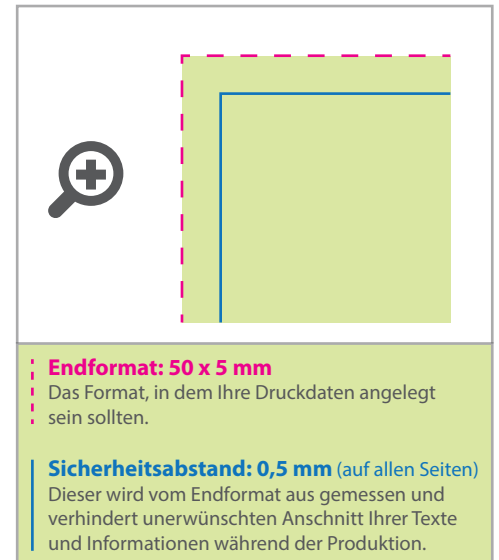 Endformat: 50 x 5 mm
Das Format, in dem Ihre Druckdaten angelegt
sein sollten.
Sicherheitsabstand: 0,5 mm (auf allen Seiten)
Dieser wird vom Endformat aus gemessen und
verhindert unerwünschten Anschnitt Ihrer Texte
und Informationen während der Produktion.